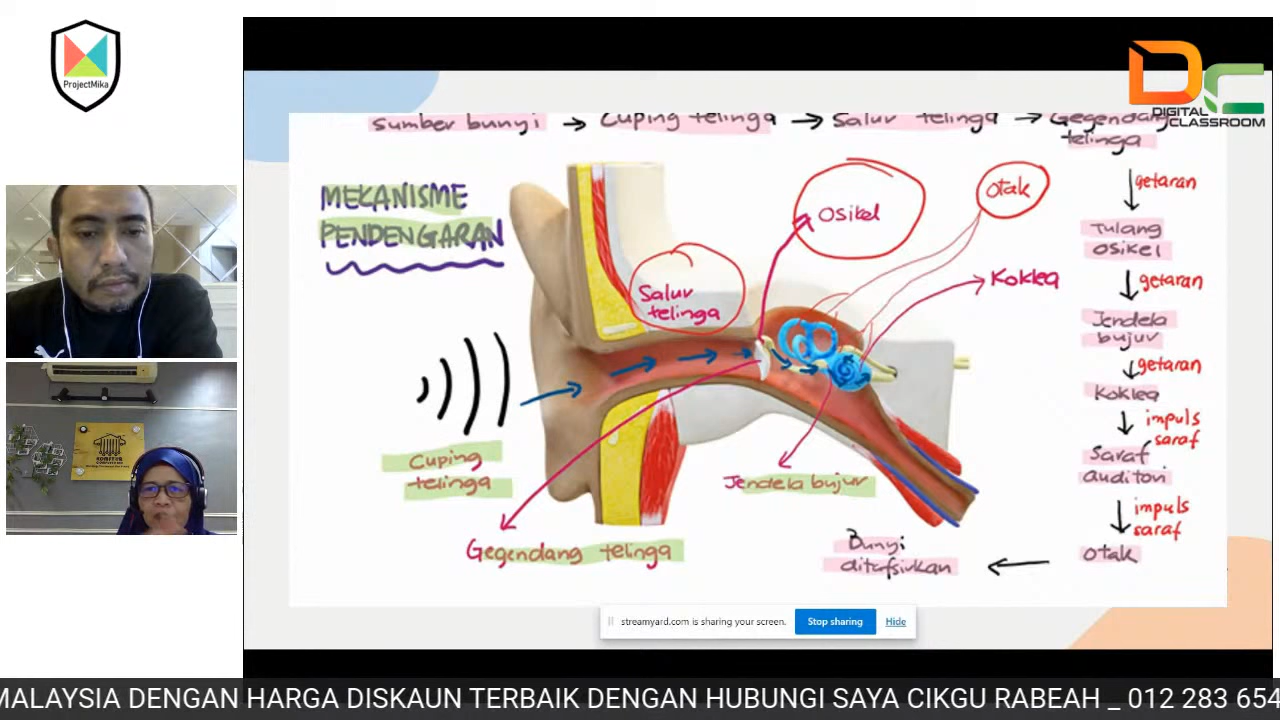 ProjectMika
DIGITAL
CLASSROOM
sumber bunyi → Cuping telinga → Salur telinga → Gegendang
telinga
MEKANISME
PENDENGARAN
Osikel
Otak
Salur
telinga
Koklea
getaran
Tulang
osikel
getaran
Jendela
bujur
getaran
Koklea
impuls
saraf
Saraf
auditori
impuls
saraf
Otak
Cuping
telinga
Jendela bujur
Gegendang telinga
Bunyi
ditafsirkan
streamyard.com is sharing your screen.
Stop sharing
Hide
MALAYSIA DENGAN HARGA DISKAUN TERBAIK DENGAN HUBUNGI SAYA CIKGU RABEAH _ 012 283 654